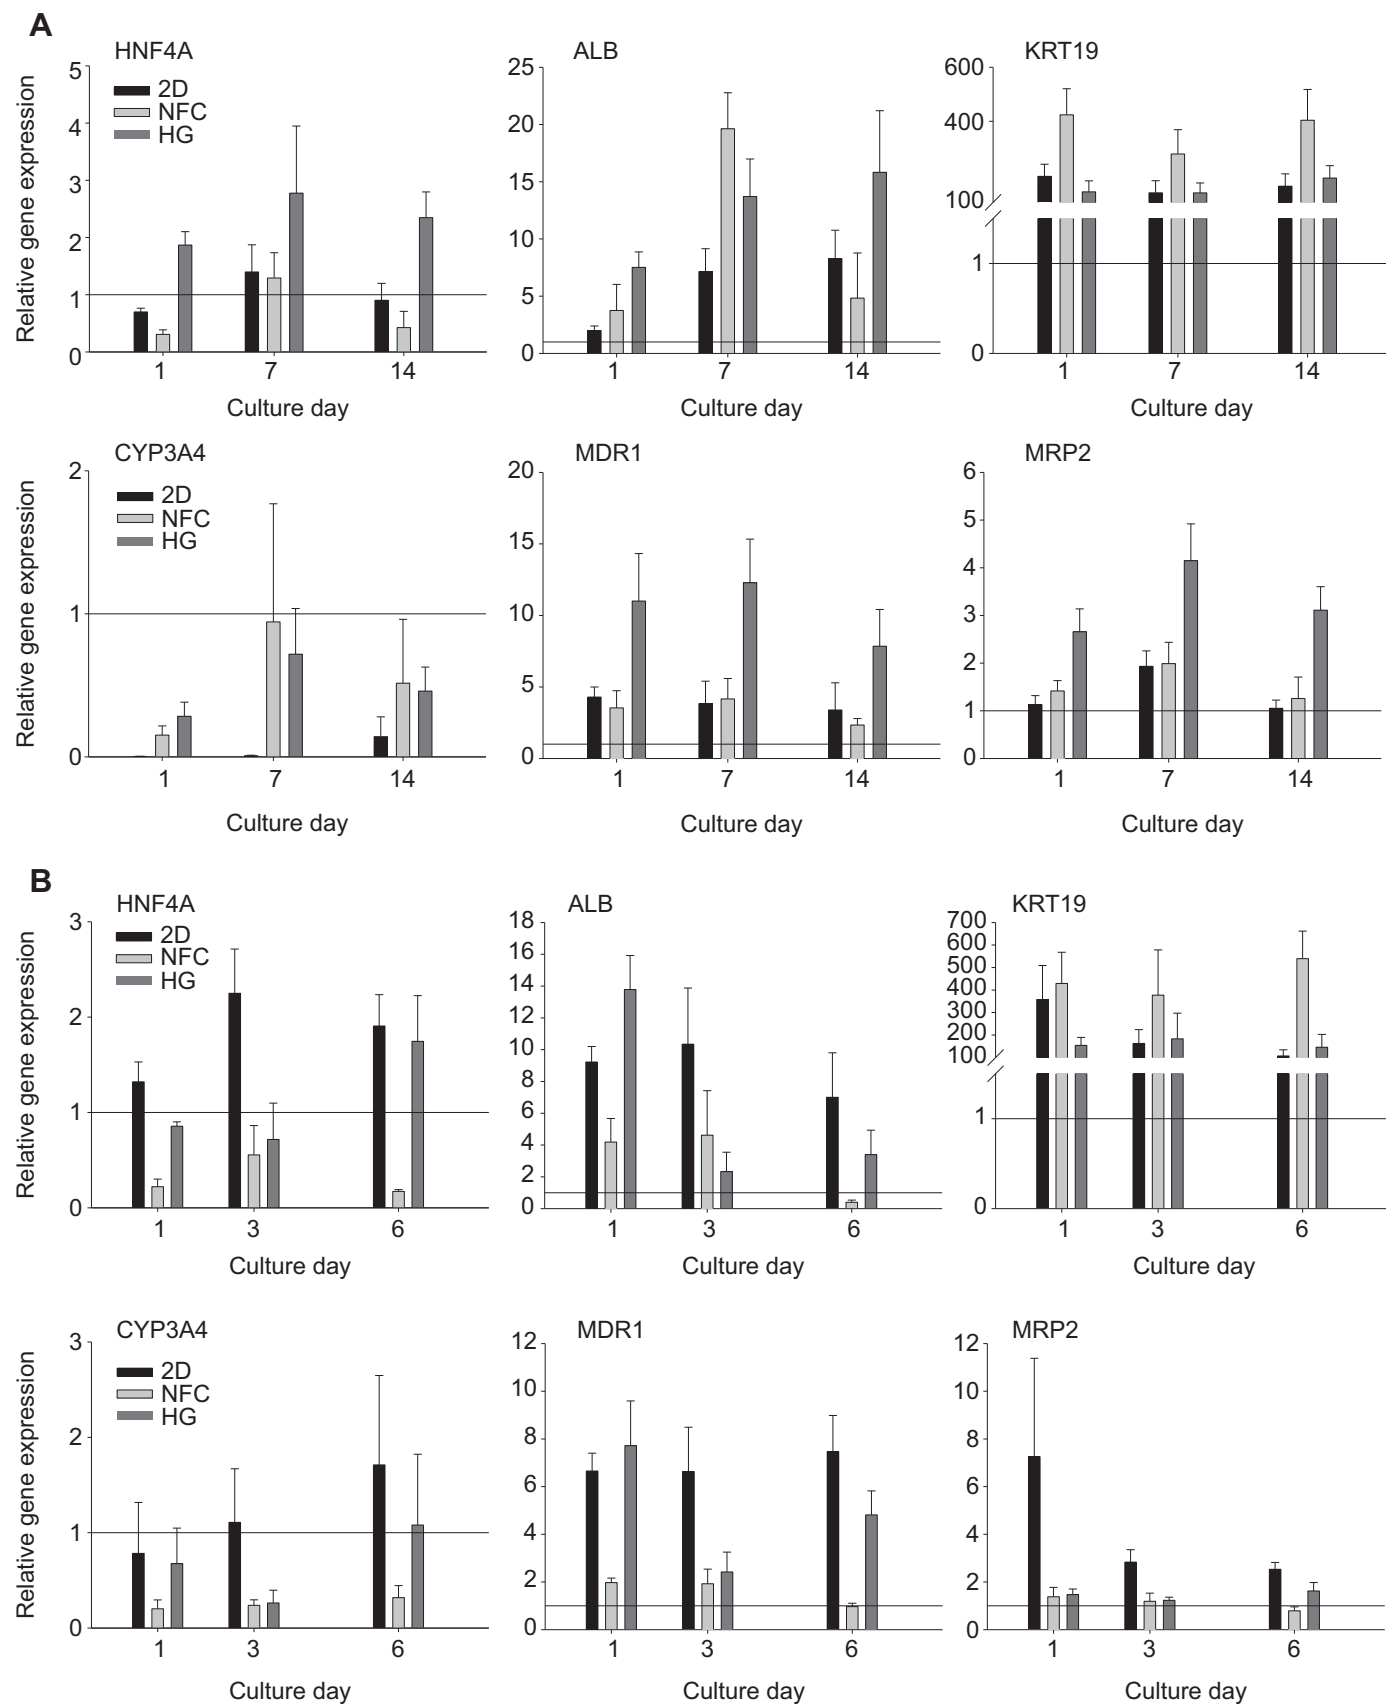 A
HNF4A
ALB
KRT19
Relative gene expression
5
4
3
2
1
0
2D
NFC
HG
25
20
15
10
5
0
600
400
100
1
0
1 7 14
1 7 14
1 7 14
Culture day
Culture day
Culture day
CYP3A4
MDR1
MRP2
Relative gene expression
2
1
0
2D
NFC
HG
20
15
10
5
0
6
5
4
3
2
1
0
1 7 14
1 7 14
1 7 14
Culture day
Culture day
Culture day
B
HNF4A
ALB
KRT19
Relative gene expression
3
2
1
0
2D
NFC
HG
18
16
14
12
10
8
6
4
2
0
700
600
500
400
300
200
100
1
0
1 3 6
1 3 6
1 3 6
Culture day
Culture day
Culture day
CYP3A4
MDR1
MRP2
Relative gene expression
3
2
1
0
2D
NFC
HG
12
10
8
6
4
2
0
12
10
8
6
4
2
0
1 3 6
1 3 6
1 3 6
Culture day
Culture day
Culture day